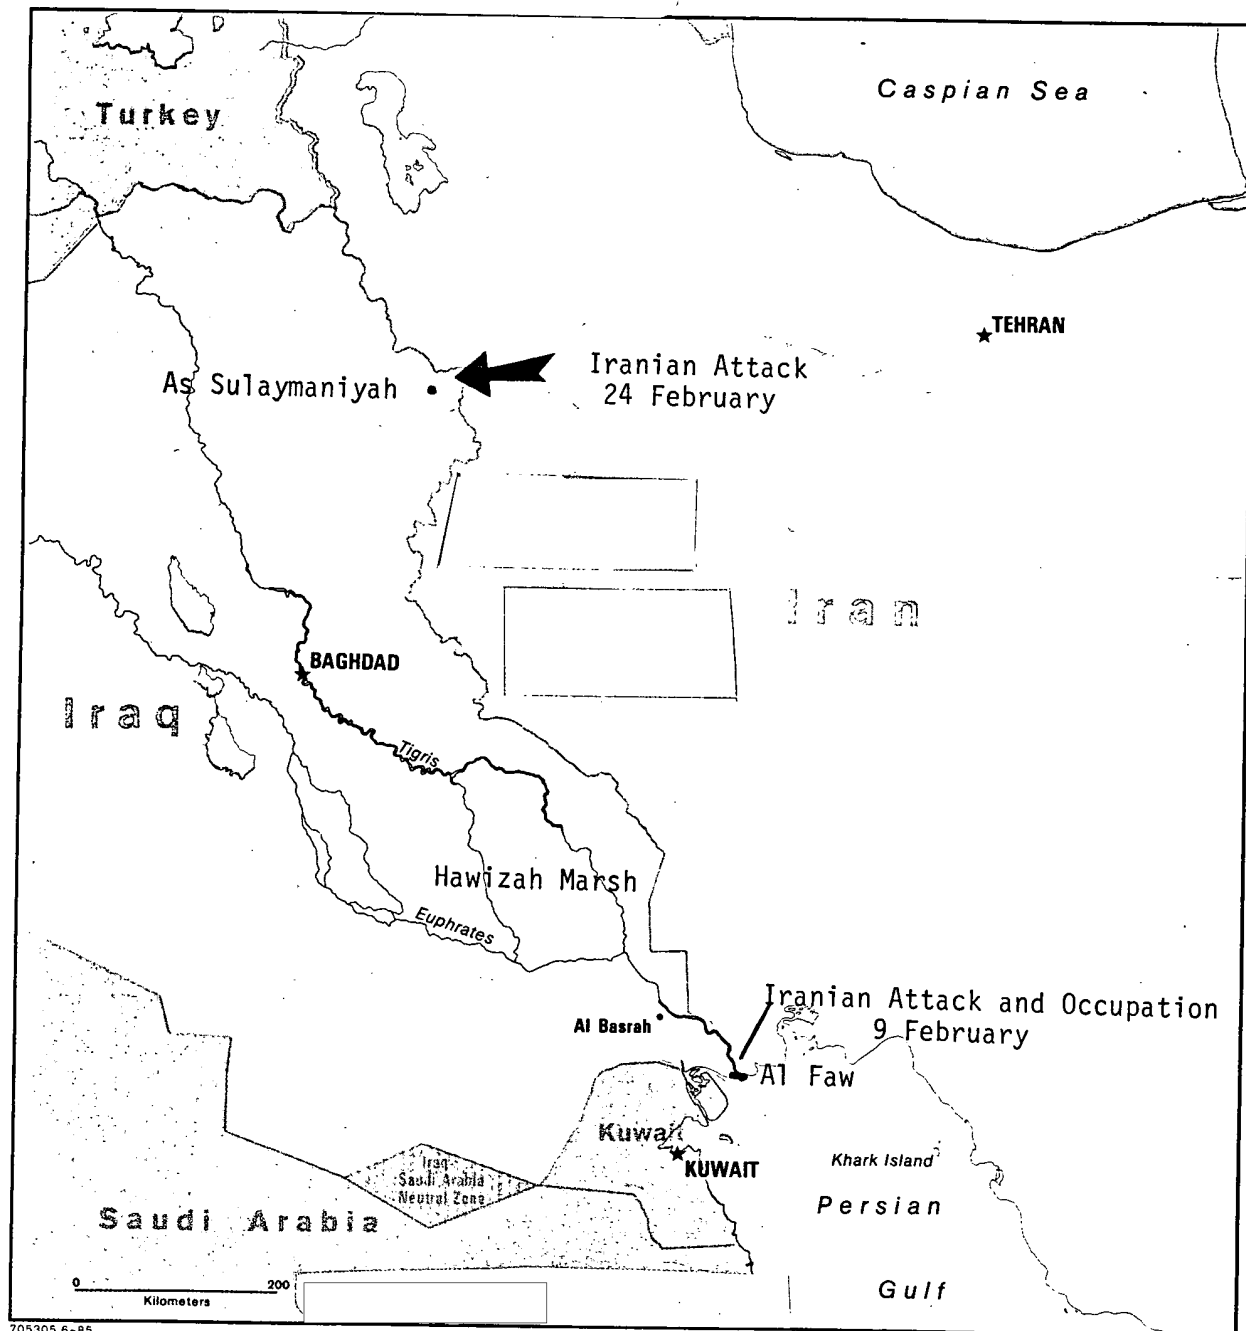 Caspian Sea
Turkey
TEHRAN
Iranian Attack
24 February
As Sulaymaniyah
Iran
BAGHDAD
Iraq
Tigris
Hawizah Marsh
Euphrates
Iranian Attack and Occupation
9 February
Al Basrah
Al Faw
Kuwait
KUWAIT
Iraq-
Saudi Arabia
Neutral Zone
Khark Island
Persian
Gulf
Saudi Arabia
0 200
Kilometers
705305 6-85